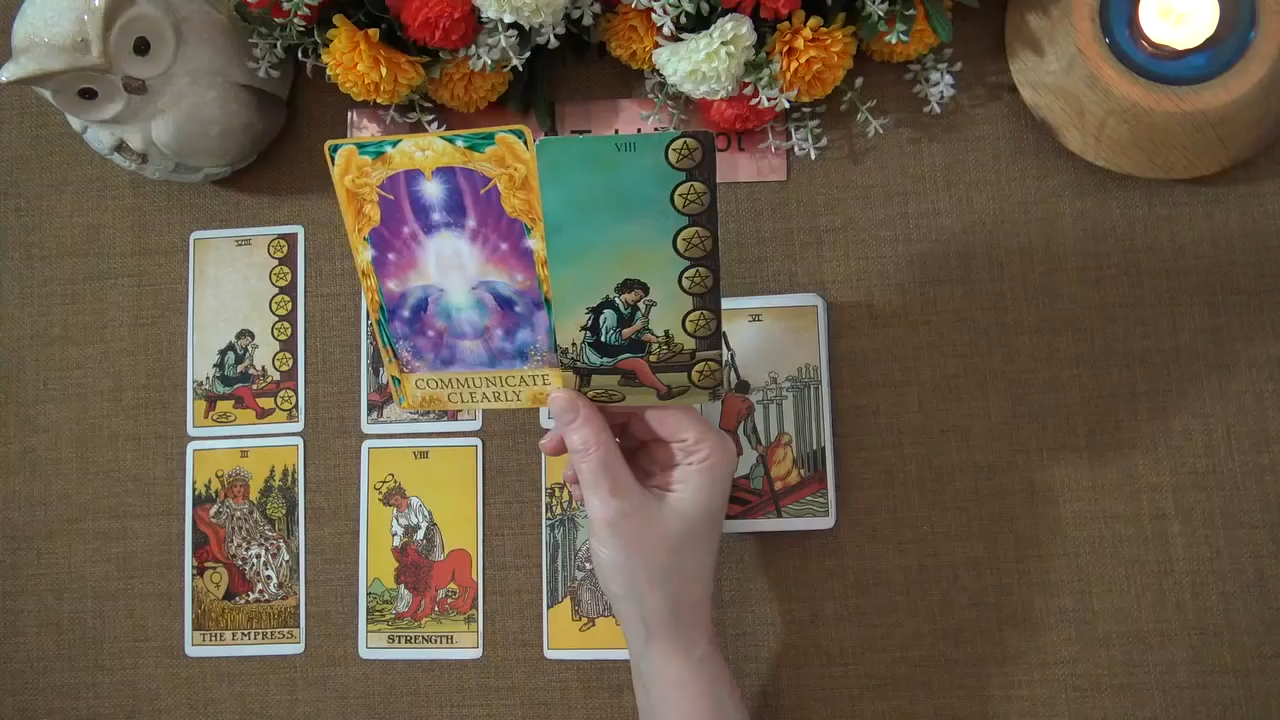 VIII
VIII
COMMUNICATE
CLEARLY
VI
III
THE EMPRESS.
VIII
STRENGTH.